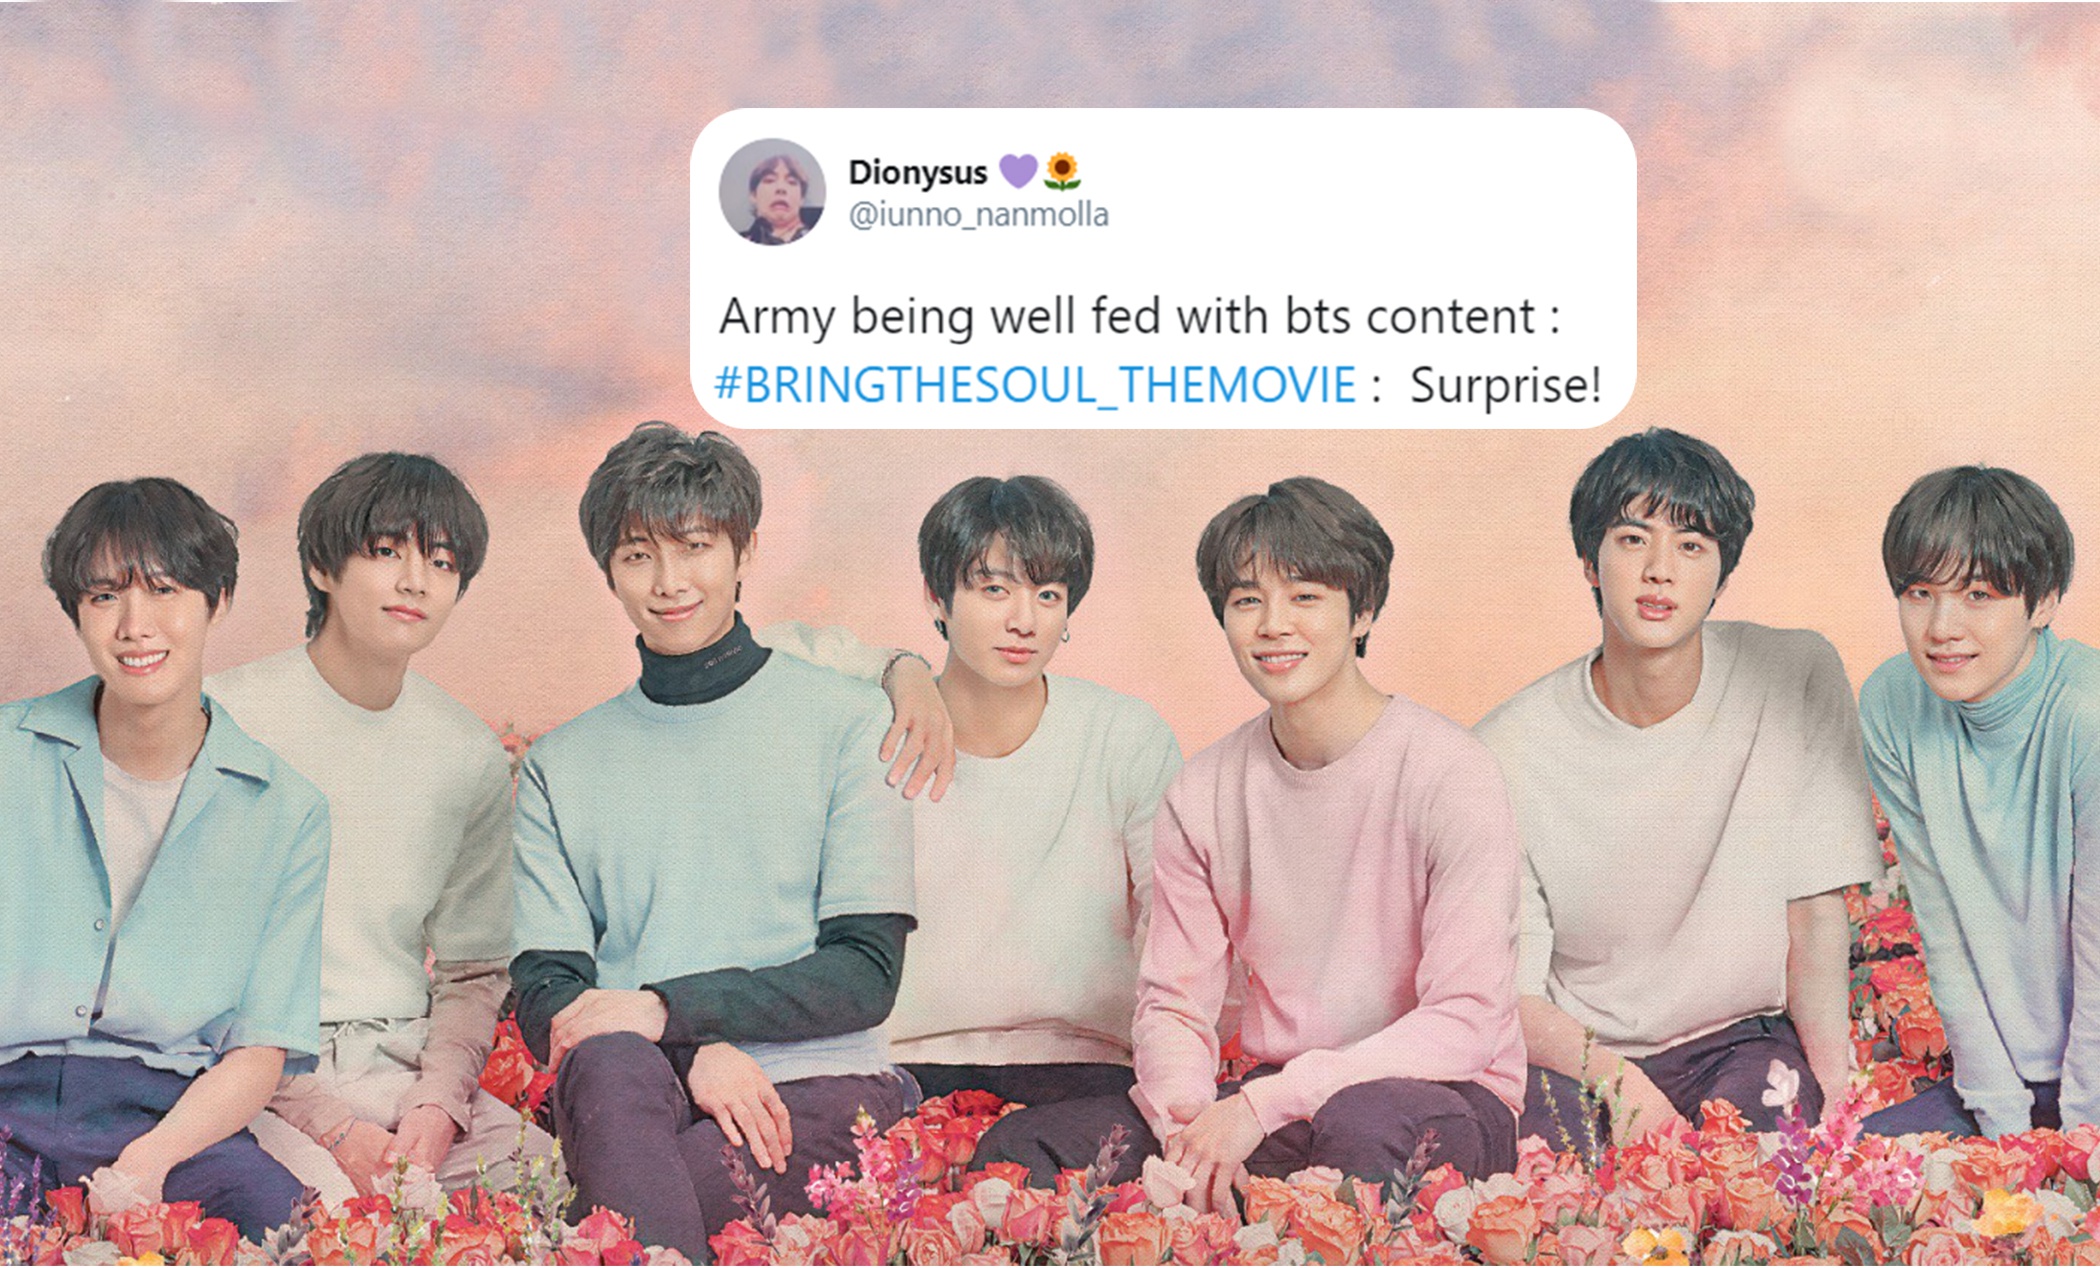 Dionysus 💜🌻
@iunno_nanmolla
Army being well fed with bts content :
#BRINGTHESOUL_THEMOVIE :  Surprise!